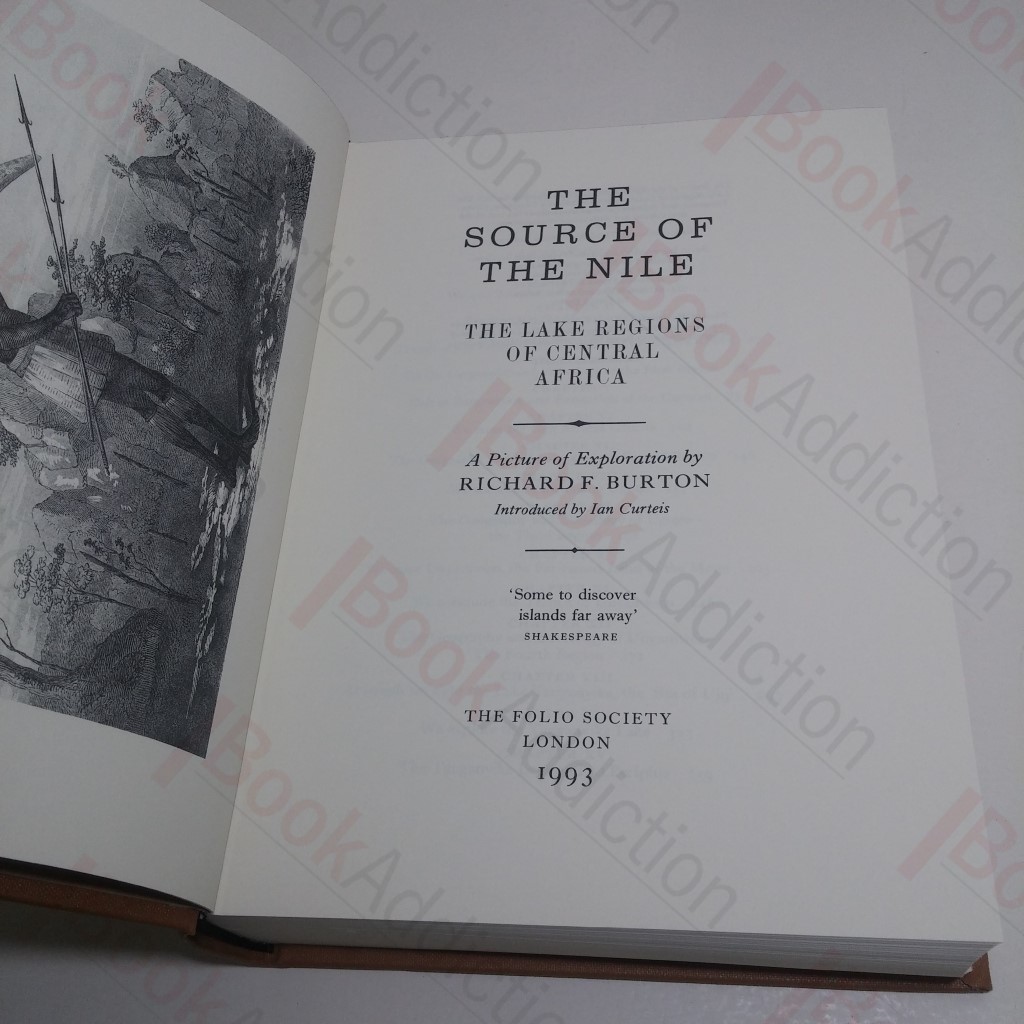 THE
SOURCE OF
THE NILE
THE LAKE REGIONS
OF CENTRAL
AFRICA
A Picture of Exploration by
RICHARD F. BURTON
Introduced by Ian Curteis
'Some to discover
islands far away'
SHAKESPEARE
THE FOLIO SOCIETY
LONDON
1993
BookAddiction